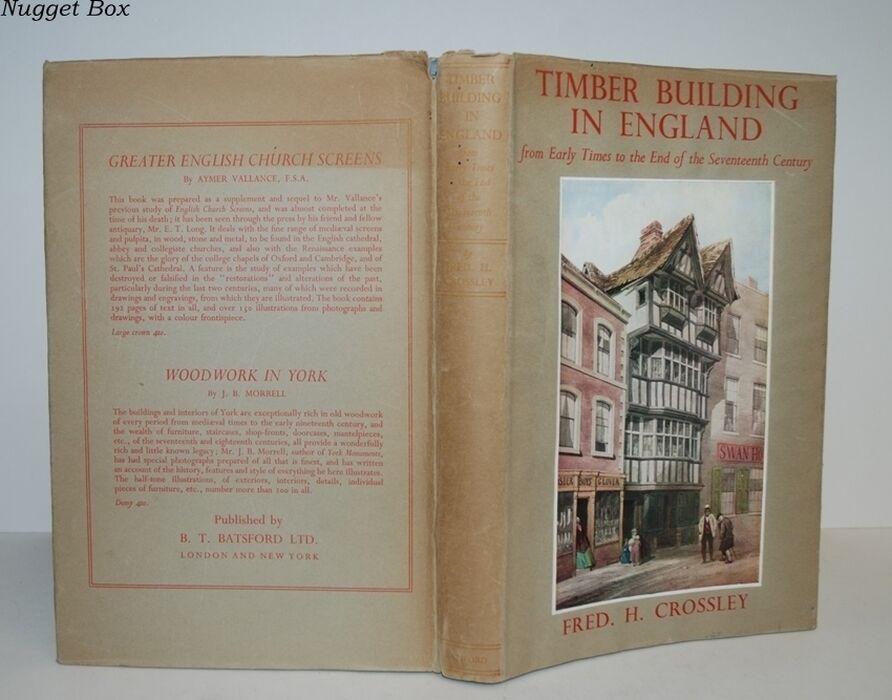 Nugget Box
GREATER ENGLISH CHURCH SCREENS
By AYMER VALLANCE, F.S.A.
This book was prepared as a supplement and sequel to Mr. Vallance's
previous study of English Church Screens, and was almost completed at the
time of his death; it has been seen through the press by his friend and fellow
antiquary, Mr. E. T. Long. It deals with the fine range of mediæval screens
and pulpita, in wood, stone and metal, to be found in the English cathedral,
abbey and collegiate churches, and also with the Renaissance examples
which are the glory of the college chapels of Oxford and Cambridge, and of
St. Paul's Cathedral. A feature is the study of examples which have been
destroyed or falsified in the "restorations" and alterations of the past,
particularly during the last two centuries, many of which were recorded in
drawings and engravings, from which they are illustrated. The book contains
192 pages of text in all, and over 150 illustrations from photographs and
drawings, with a colour frontispiece.
Large crown 4to.
WOODWORK IN YORK
By J. B. MORRELL
The buildings and interiors of York are exceptionally rich in old woodwork
of every period from mediæval times to the early nineteenth century, and
the wealth of furniture, staircases, shop-fronts, doorcases, mantelpieces,
etc., of the seventeenth and eighteenth centuries, all provide a wonderfully
rich and little known legacy; Mr. J. B. Morrell, author of York Monuments,
has had special photographs prepared of all that is finest, and has written
an account of the history, features and style of everything he here illustrates.
The half-tone illustrations, of exteriors, interiors, details, individual
pieces of furniture, etc., number more than 200 in all.
Demy 4to.
Published by
B. T. BATSFORD LTD.
LONDON AND NEW YORK
TIMBER
BUILDING
IN
ENGLAND
from
Times
the End
of the
Seventeenth
Century
by
FRED. H.
CROSSLEY
TIMBER BUILDING
IN ENGLAND
from Early Times to the End of the Seventeenth Century
SWAN HO
GLOVER
FRED. H. CROSSLEY